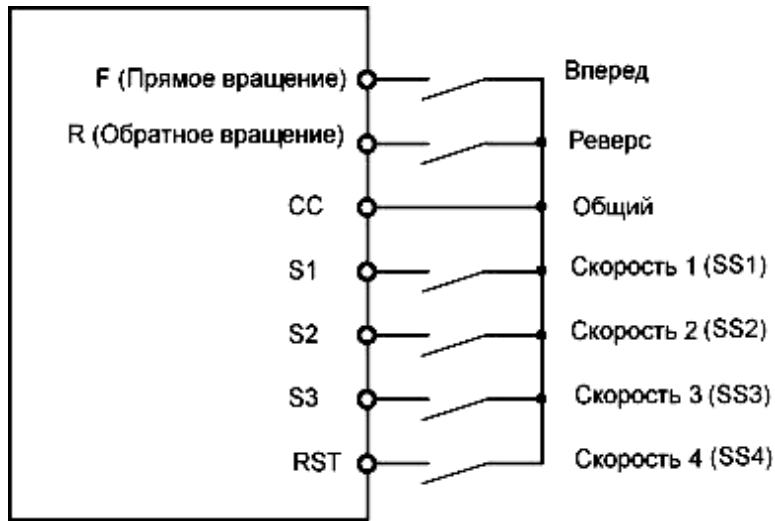 F (Прямое вращение) Вперед
R (Обратное вращение) Реверс
CC Общий
S1 Скорость 1 (SS1)
S2 Скорость 2 (SS2)
S3 Скорость 3 (SS3)
RST Скорость 4 (SS4)